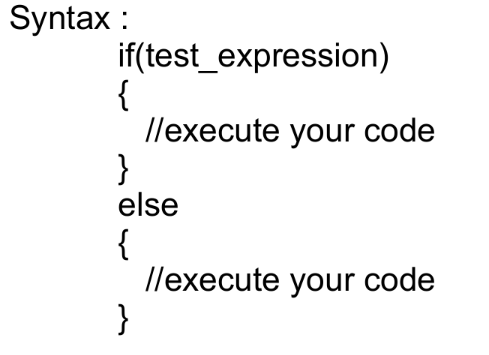 Syntax :
if(test_expression)
{
//execute your code
}
else
{
//execute your code
}